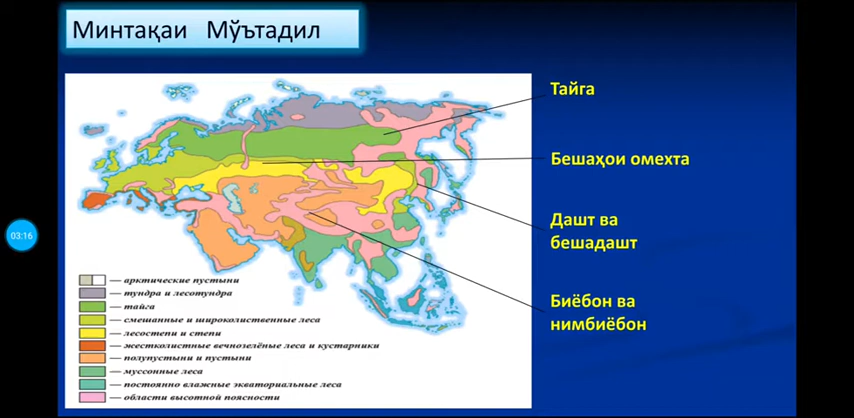 Минтақаи Мӯътадил
Тайга
Бешаҳои омехта
Дашт ва
бешадашт
Биёбон ва
нимбиёбон
03:16
— арктические пустыни
— тундра и лесотундра
— тайга
— смешанные и широколиственные леса
— лесостепи и степи
— жестколистные вечнозелёные леса и кустарники
— полупустыни и пустыни
— муссонные леса
— постоянно влажные экваториальные леса
— области высотной поясности